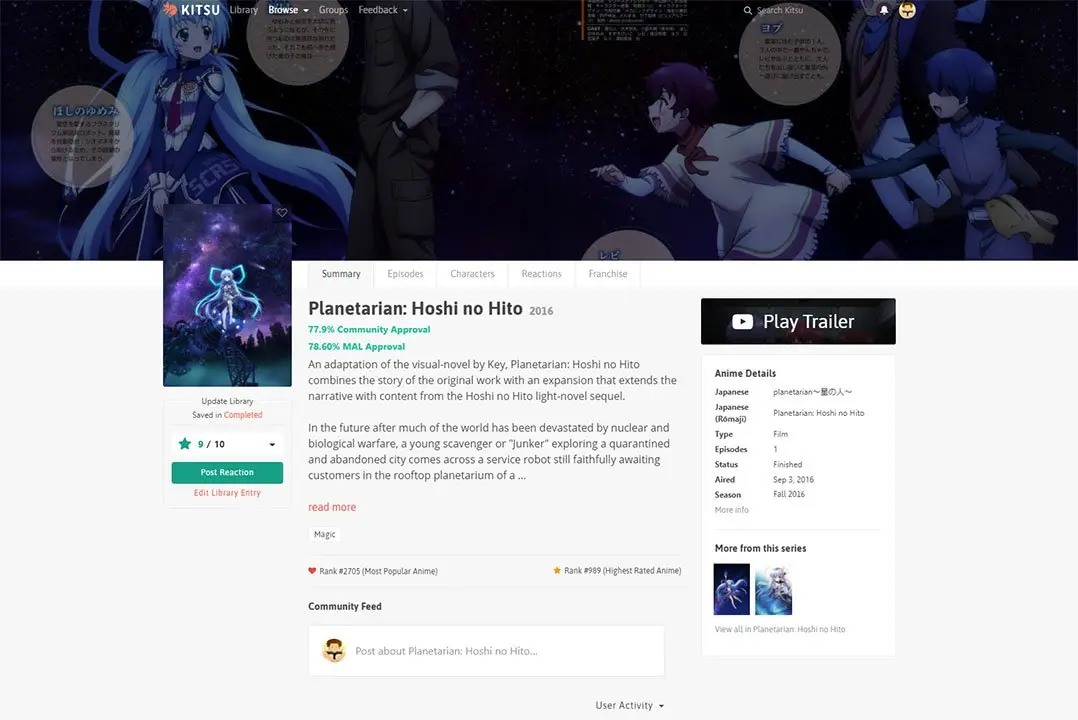 KITSU Library Browse Groups Feedback
Search Kitsu
ヨブ
ほしのゆめみ
レビ
Summary Episodes Characters Reactions Franchise
Planetarian: Hoshi no Hito 2016
77.9% Community Approval
78.60% MAL Approval
An adaptation of the visual-novel by Key, Planetarian: Hoshi no Hito
combines the story of the original work with an expansion that extends the
narrative with content from the Hoshi no Hito light-novel sequel.
In the future after much of the world has been devastated by nuclear and
biological warfare, a young scavenger or "Junker" exploring a quarantined
and abandoned city comes across a service robot still faithfully awaiting
customers in the rooftop planetarium of a ...
read more
Magic
Rank #2705 (Most Popular Anime)
Rank #989 (Highest Rated Anime)
Community Feed
Post about Planetarian: Hoshi no Hito...
User Activity
Update Library
Saved in Completed
9 / 10
Post Reaction
Edit Library Entry
Play Trailer
Anime Details
Japanese planetarian～星の人～
Japanese
(Rōmaji) Planetarian: Hoshi no Hito
Type Film
Episodes 1
Status Finished
Aired Sep 3, 2016
Season Fall 2016
More info
More from this series
View all in Planetarian: Hoshi no Hito